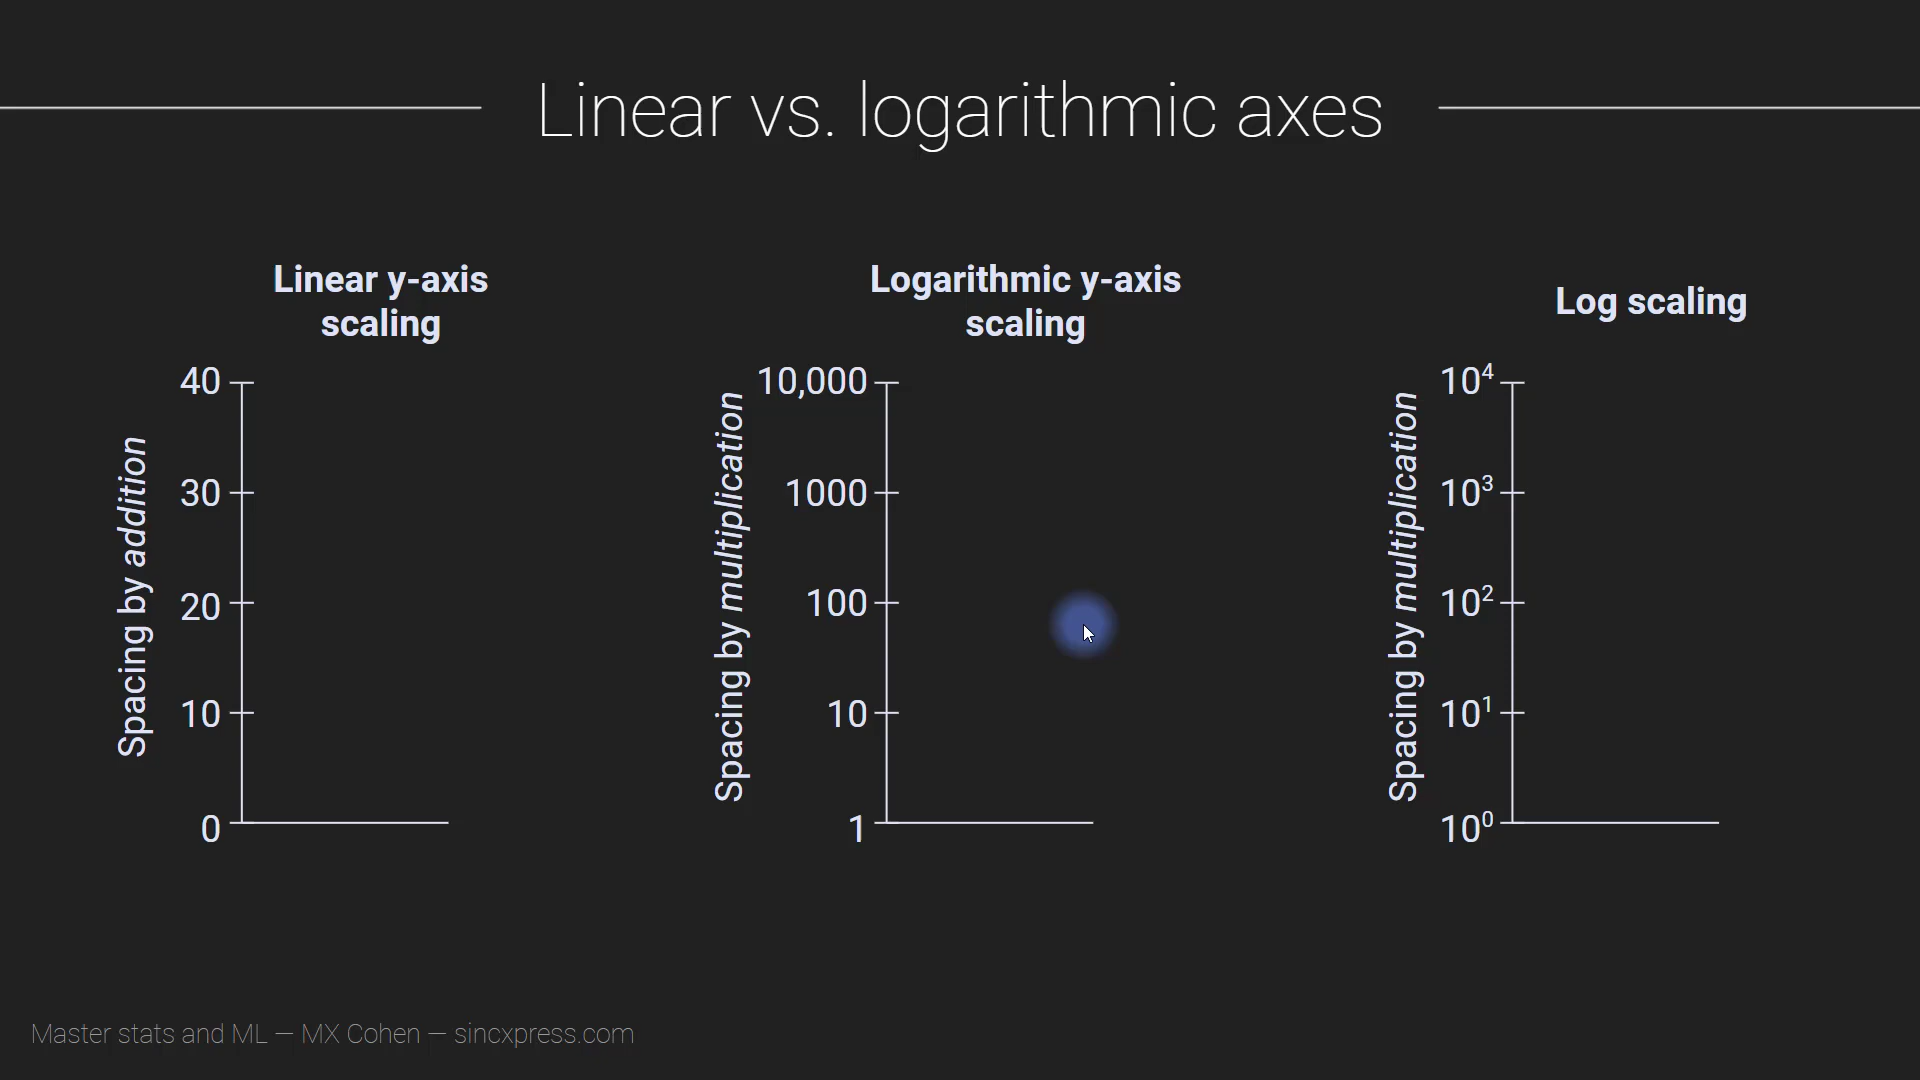 Linear vs. logarithmic axes
Linear y-axis
scaling
Spacing by addition
40
30
20
10
0
Logarithmic y-axis
scaling
Spacing by multiplication
10,000
1000
100
10
1
Log scaling
Spacing by multiplication
10⁴
10³
10²
10¹
10⁰
Master stats and ML — MX Cohen — sincxpress.com